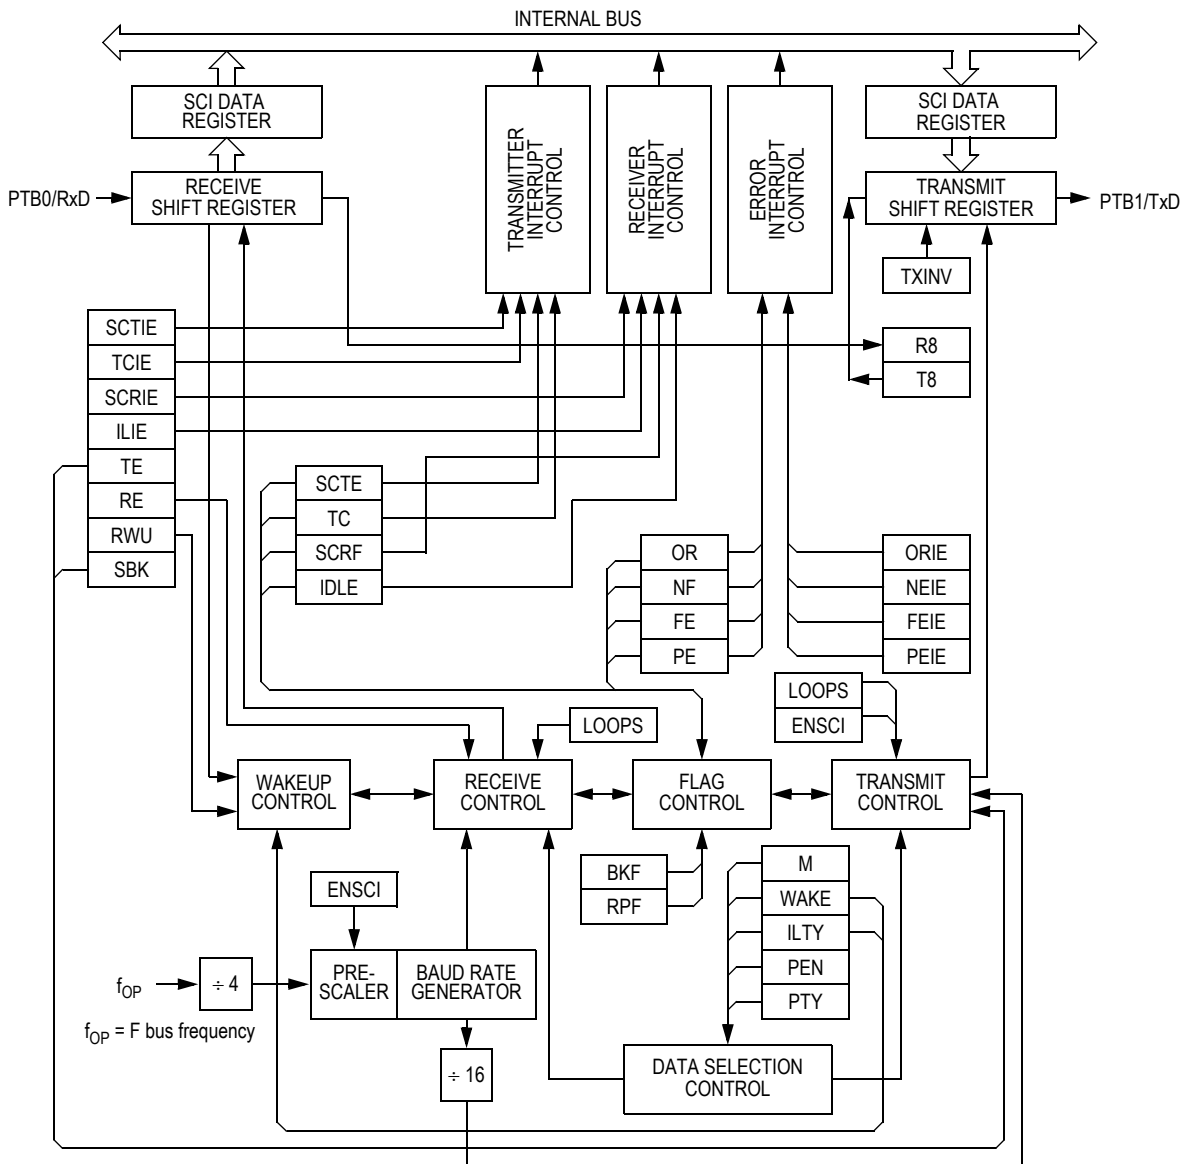 INTERNAL BUS
SCI DATA
REGISTER
SCI DATA
REGISTER
TRANSMITTER
INTERRUPT
CONTROL
RECEIVER
INTERRUPT
CONTROL
ERROR
INTERRUPT
CONTROL
PTB0/RxD
RECEIVE
SHIFT REGISTER
TRANSMIT
SHIFT REGISTER
PTB1/TxD
TXINV
SCTIE
TCIE
SCRIE
ILIE
TE
RE
RWU
SBK
R8
T8
SCTE
TC
SCRF
IDLE
OR
NF
FE
PE
ORIE
NEIE
FEIE
PEIE
LOOPS
LOOPS
ENSCI
WAKEUP
CONTROL
RECEIVE
CONTROL
FLAG
CONTROL
TRANSMIT
CONTROL
BKF
RPF
M
WAKE
ILTY
PEN
PTY
ENSCI
fOP
÷ 4
PRE-
SCALER
BAUD RATE
GENERATOR
fOP = F bus frequency
÷ 16
DATA SELECTION
CONTROL